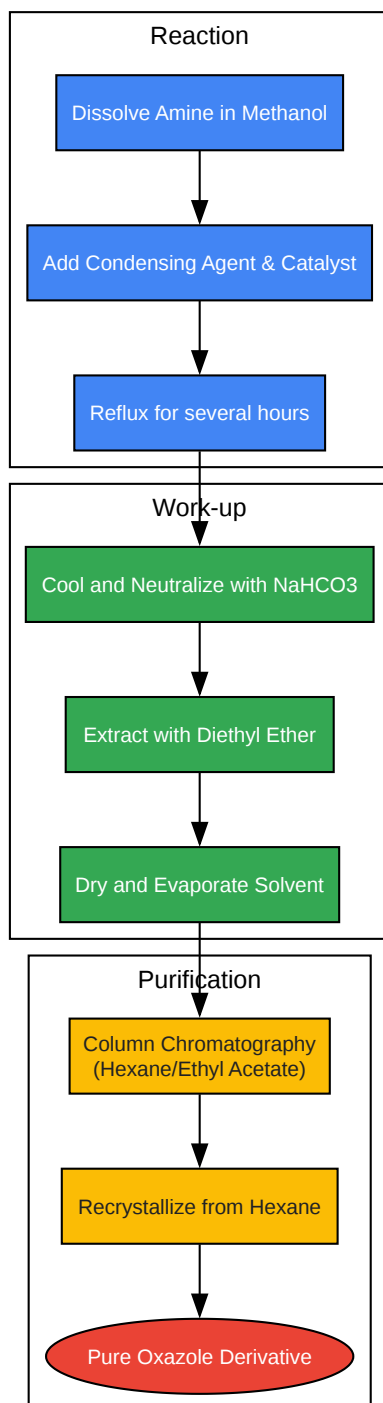 Reaction
Dissolve Amine in Methanol
Add Condensing Agent & Catalyst
Reflux for several hours
Work-up
Cool and Neutralize with NaHCO3
Extract with Diethyl Ether
Dry and Evaporate Solvent
Purification
Column Chromatography
(Hexane/Ethyl Acetate)
Recrystallize from Hexane
Pure Oxazole Derivative